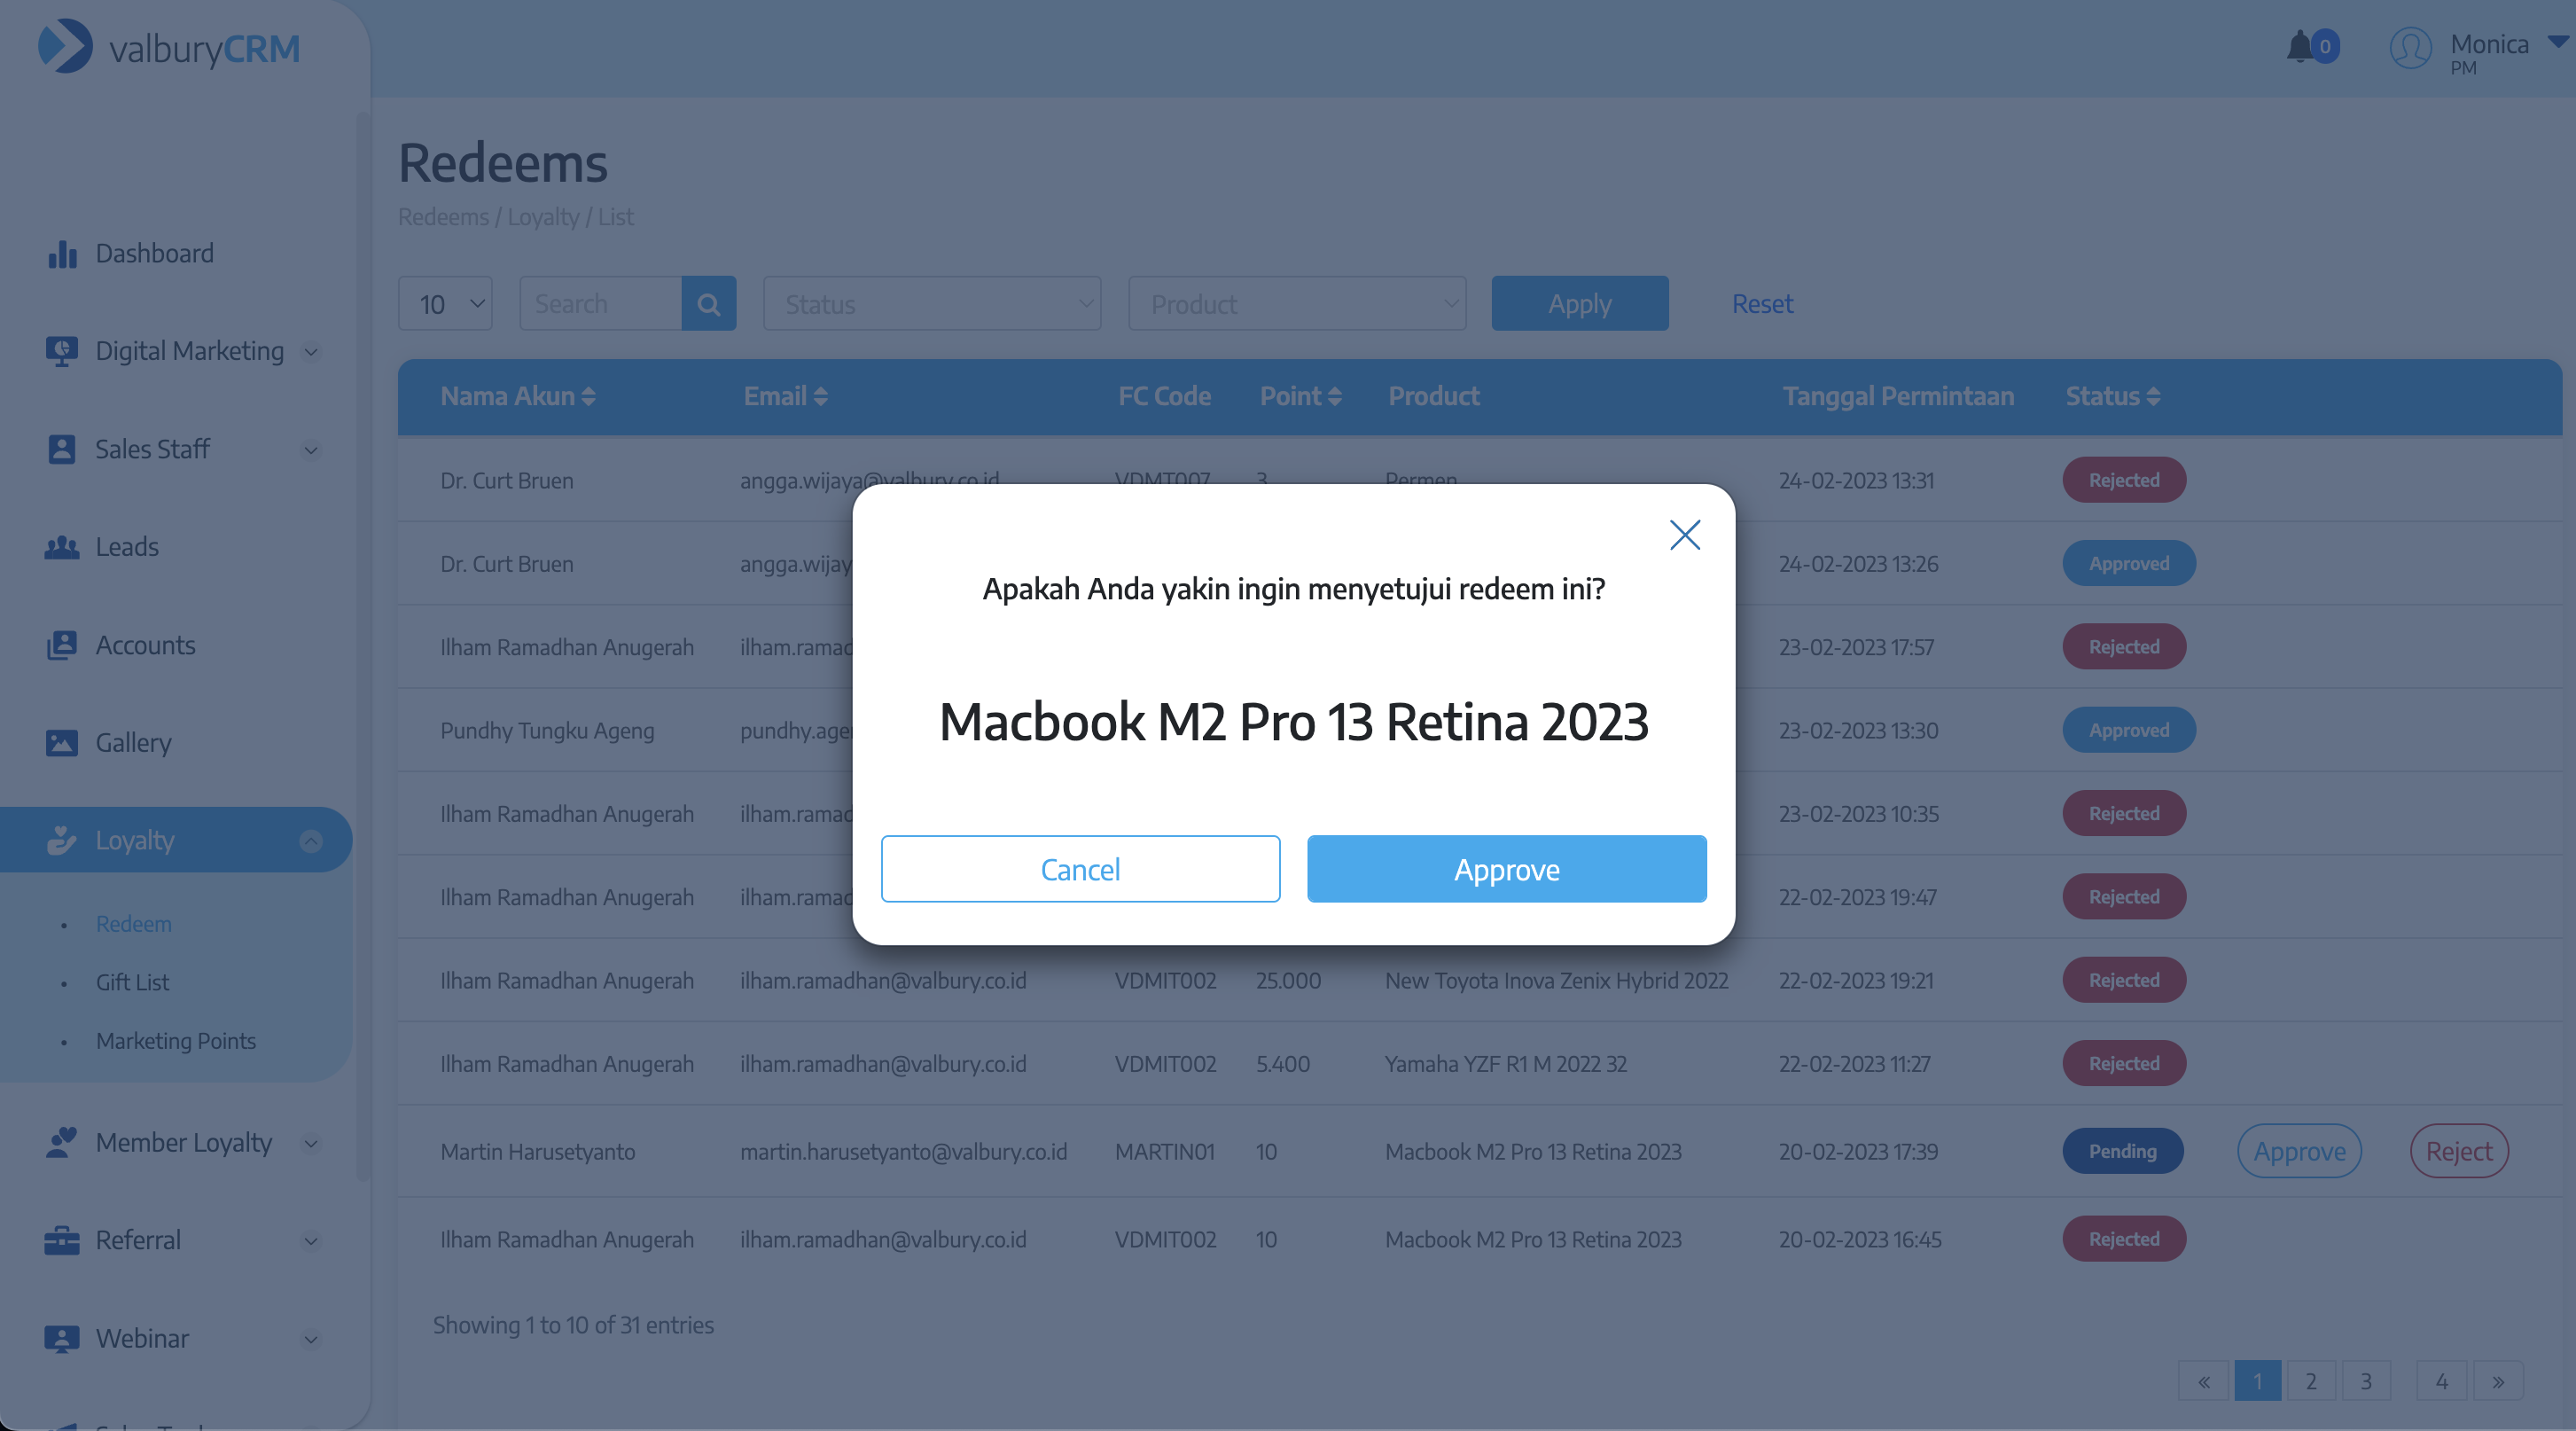 valburyCRM
0
Monica
PM
Dashboard
Digital Marketing
Sales Staff
Leads
Accounts
Gallery
Loyalty
Redeem
Gift List
Marketing Points
Member Loyalty
Referral
Webinar
Redeems
Redeems / Loyalty / List
10 Search Status Product Apply Reset
Nama Akun Email FC Code Point Product Tanggal Permintaan Status
Dr. Curt Bruen angga.wijaya@valbury.co.id VDMT007 3 Permen 24-02-2023 13:31 Rejected
Dr. Curt Bruen angga.wijay 24-02-2023 13:26 Approved
Ilham Ramadhan Anugerah ilham.ramad 23-02-2023 17:57 Rejected
Pundhy Tungku Ageng pundhy.age 23-02-2023 13:30 Approved
Ilham Ramadhan Anugerah ilham.ramad 23-02-2023 10:35 Rejected
Ilham Ramadhan Anugerah ilham.ramad 22-02-2023 19:47 Rejected
Ilham Ramadhan Anugerah ilham.ramadhan@valbury.co.id VDMIT002 25.000 New Toyota Inova Zenix Hybrid 2022 22-02-2023 19:21 Rejected
Ilham Ramadhan Anugerah ilham.ramadhan@valbury.co.id VDMIT002 5.400 Yamaha YZF R1 M 2022 32 22-02-2023 11:27 Rejected
Martin Harusetyanto martin.harusetyanto@valbury.co.id MARTIN01 10 Macbook M2 Pro 13 Retina 2023 20-02-2023 17:39 Pending Approve Reject
Ilham Ramadhan Anugerah ilham.ramadhan@valbury.co.id VDMIT002 10 Macbook M2 Pro 13 Retina 2023 20-02-2023 16:45 Rejected
Showing 1 to 10 of 31 entries
« 1 2 3 4 »
Apakah Anda yakin ingin menyetujui redeem ini?
Macbook M2 Pro 13 Retina 2023
Cancel Approve